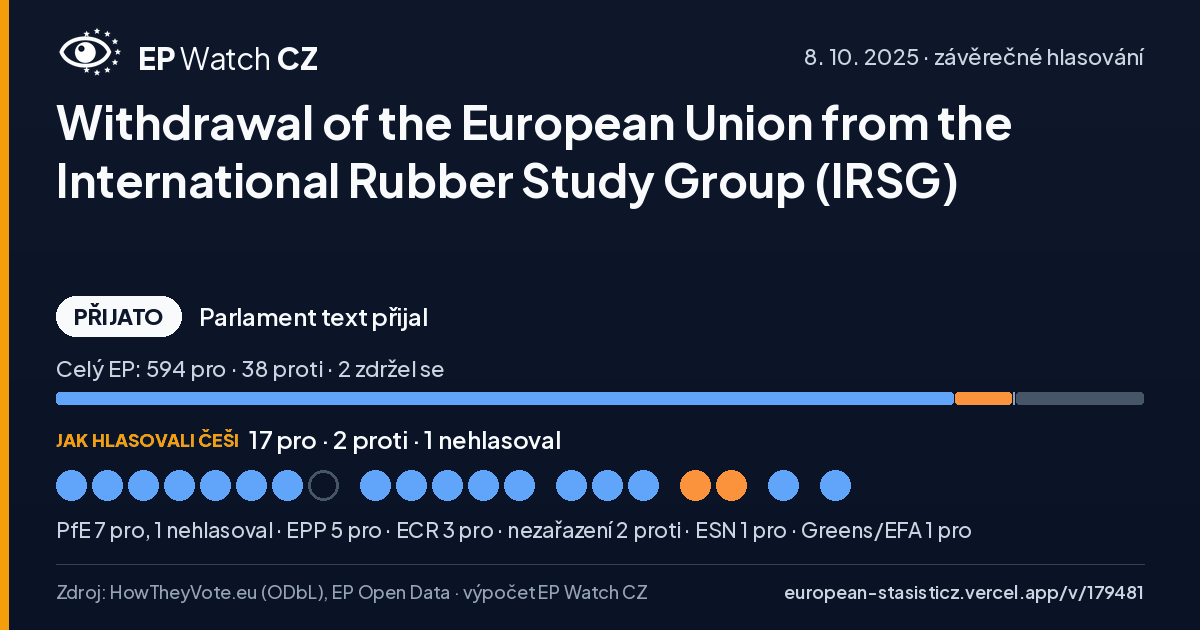 EP Watch CZ
8. 10. 2025 · závěrečné hlasování
Withdrawal of the European Union from the
International Rubber Study Group (IRSG)
PŘIJATO Parlament text přijal
Celý EP: 594 pro · 38 proti · 2 zdržel se
JAK HLASOVALI ČEŠI 17 pro · 2 proti · 1 nehlasoval
PfE 7 pro, 1 nehlasoval · EPP 5 pro · ECR 3 pro · nezařazení 2 proti · ESN 1 pro · Greens/EFA 1 pro
Zdroj: HowTheyVote.eu (ODbL), EP Open Data · výpočet EP Watch CZ
european-stasisticz.vercel.app/v/179481